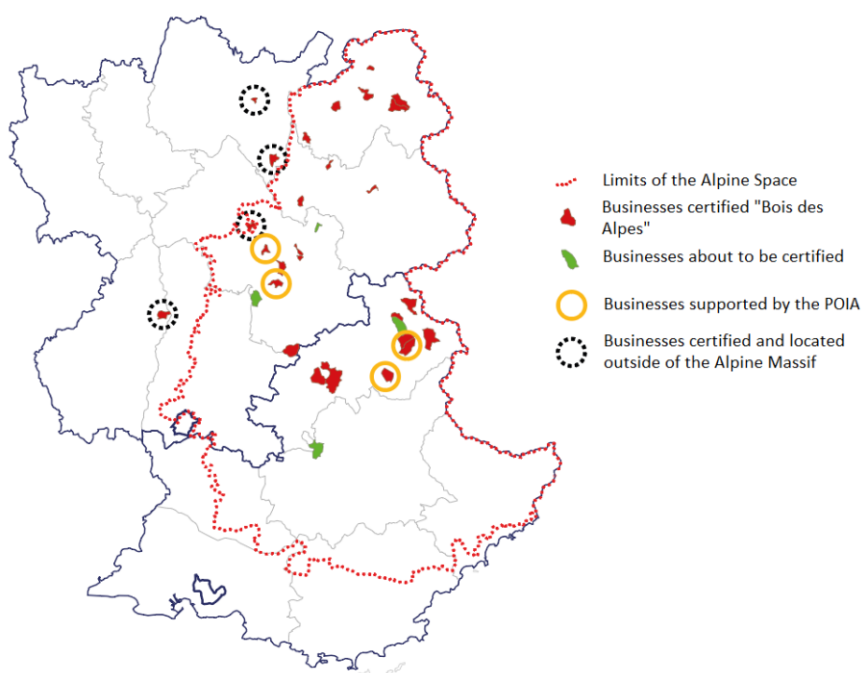 Limits of the Alpine Space
Businesses certified "Bois des
Alpes"
Businesses about to be certified
Businesses supported by the POIA
Businesses certified and located
outside of the Alpine Massif